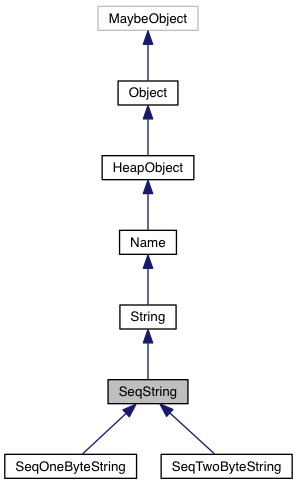 MaybeObject
Object
HeapObject
Name
String
SeqString
SeqOneByteString
SeqTwoByteString